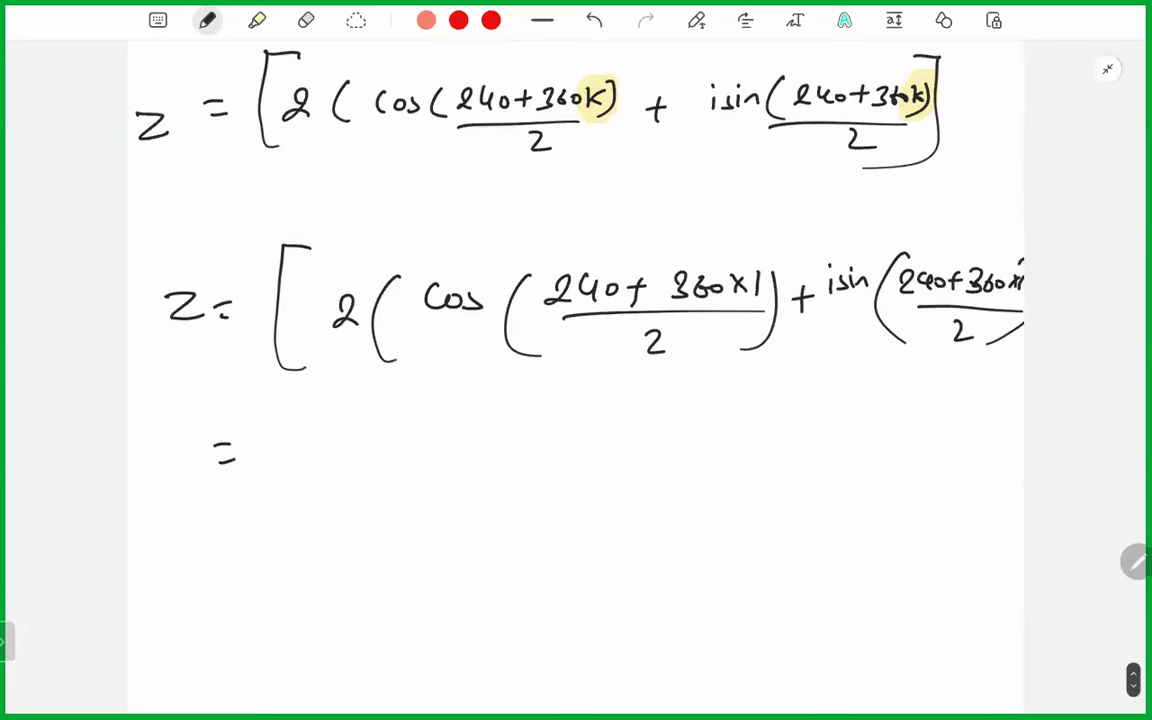 z = [2 ( cos (240+360k)/2 + isin (240+360k)/2 ]
z = [ 2 ( cos (240+ 360×1 / 2) + isin (240+360×1 / 2)
=